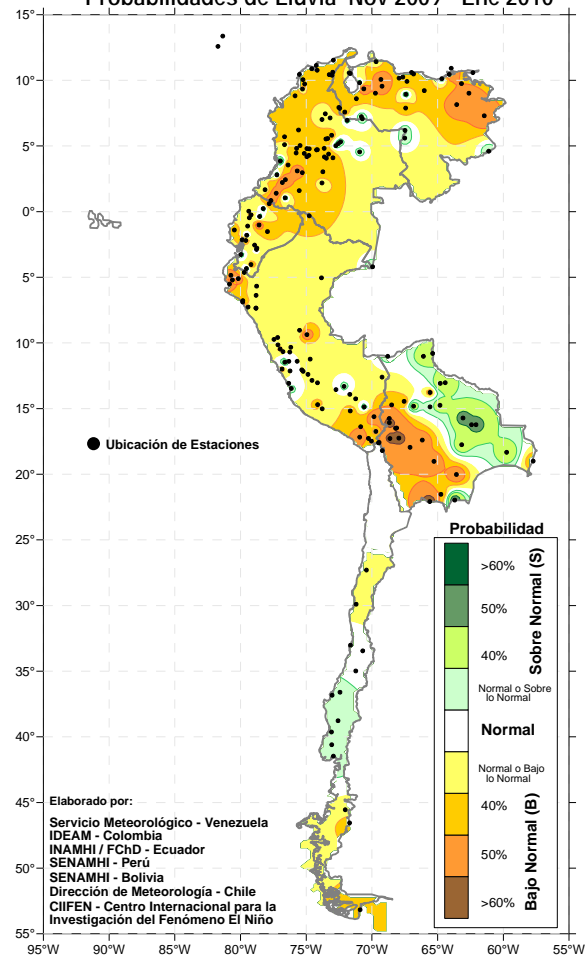 Probabilidades de Lluvia Nov 2009 - Ene 2010
15°
10°
5°
0°
5°
10°
15°
20°
25°
30°
35°
40°
45°
50°
55°
Ubicación de Estaciones
Probabilidad
>60%
50%
40%
Normal o Sobre
lo Normal
Normal
Normal o Bajo
lo Normal
40%
50%
>60%
Sobre Normal (S)
Bajo Normal (B)
Elaborado por:
Servicio Meteorológico - Venezuela
IDEAM - Colombia
INAMHI / FChD - Ecuador
SENAMHI - Perú
SENAMHI - Bolivia
Dirección de Meteorología - Chile
CIIFEN - Centro Internacional para la
Investigación del Fenómeno El Niño
95°W 90°W 85°W 80°W 75°W 70°W 65°W 60°W 55°W